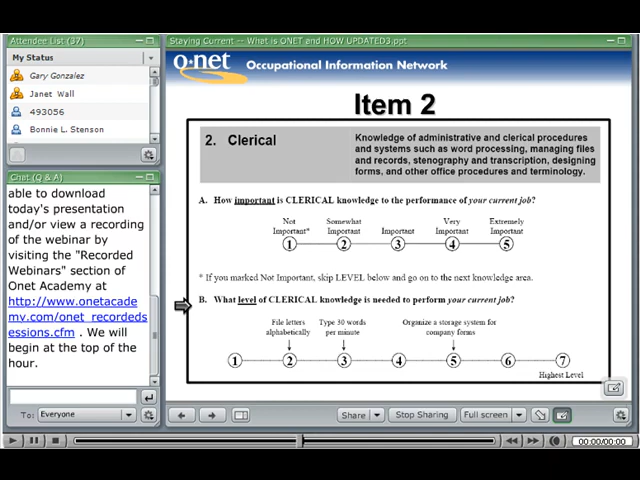 Attendee List (37)
My Status
Gary Gonzalez
Janet Wall
493056
Bonnie L. Stenson
Chat (Q & A)
able to download
today's presentation
and/or view a recording
of the webinar by
visiting the "Recorded
Webinars" section of
Onet Academy at
http://www.onetacade
my.com/onet_recordeds
essions.cfm . We will
begin at the top of the
hour.
To: Everyone
Staying Current -- What is ONET and HOW UPDATED3.ppt
o*net Occupational Information Network
Item 2
2. Clerical
Knowledge of administrative and clerical procedures
and systems such as word processing, managing files
and records, stenography and transcription, designing
forms, and other office procedures and terminology.
A. How important is CLERICAL knowledge to the performance of your current job?
Not Important* Somewhat Important Important Very Important Extremely Important
1 2 3 4 5
* If you marked Not Important, skip LEVEL below and go on to the next knowledge area.
B. What level of CLERICAL knowledge is needed to perform your current job?
File letters alphabetically Type 30 words per minute Organize a storage system for company forms
1 2 3 4 5 6 7
Highest Level
Share Stop Sharing Full screen
00:00/00:00